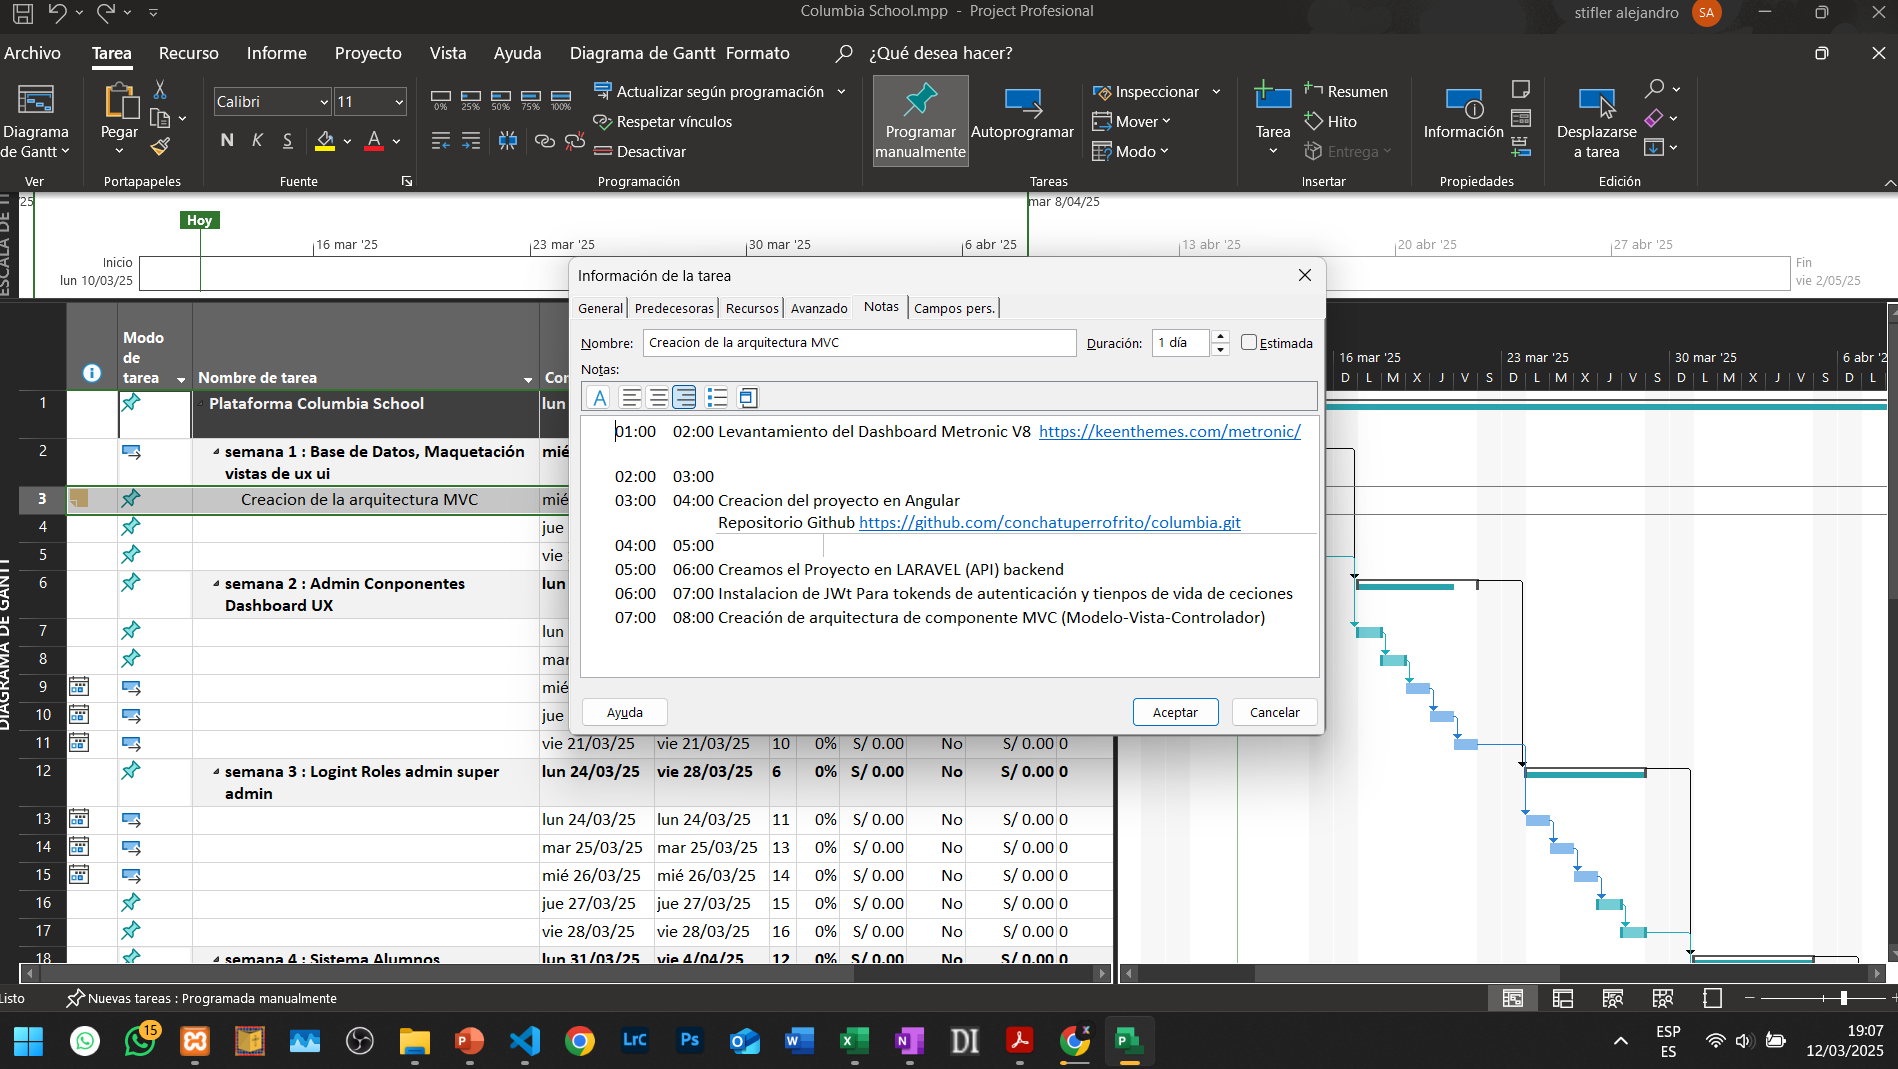 Columbia School.mpp - Project Profesional
stifler alejandro SA
Archivo Tarea Recurso Informe Proyecto Vista Ayuda Diagrama de Gantt Formato ¿Qué desea hacer?
Diagrama de Gantt
Ver
Pegar
Portapapeles
Calibri 11
N K S A
Fuente
0% 25% 50% 75% 100%
Actualizar según programación
Respetar vínculos
Desactivar
Programación
Programar manualmente
Autoprogramar
Inspeccionar
Mover
Modo
Tareas
Tarea
Resumen
Hito
Entrega
Insertar
Información
Propiedades
Desplazarse a tarea
Edición
'25
mar 8/04/25
Hoy
16 mar '25 23 mar '25 30 mar '25 6 abr '25 13 abr '25 20 abr '25 27 abr '25
Inicio
lun 10/03/25
Fin
vie 2/05/25
ESCALA DE TI
Información de la tarea
General Predecesoras Recursos Avanzado Notas Campos pers.
Nombre: Creacion de la arquitectura MVC Duración: 1 día Estimada
Notas:
A
01:00 02:00 Levantamiento del Dashboard Metronic V8 https://keenthemes.com/metronic/
02:00 03:00
03:00 04:00 Creacion del proyecto en Angular
Repositorio Github https://github.com/conchatuperrofrito/columbia.git
04:00 05:00
05:00 06:00 Creamos el Proyecto en LARAVEL (API) backend
06:00 07:00 Instalacion de JWt Para tokends de autenticación y tienpos de vida de ceciones
07:00 08:00 Creación de arquitectura de componente MVC (Modelo-Vista-Controlador)
Ayuda Aceptar Cancelar
DIAGRAMA DE GANTT
Modo de tarea Nombre de tarea Cor
16 mar '25 23 mar '25 30 mar '25 6 abr '2
D L M X J V S D L M X J V S D L M X J V S D L
1 Plataforma Columbia School lun
2 semana 1 : Base de Datos, Maquetación vistas de ux ui mié
3 Creacion de la arquitectura MVC mié
4 jue
5 vie
6 semana 2 : Admin Conponentes Dashboard UX lun
7 lun
8 mar
9 mié
10 jue
11 vie 21/03/25 vie 21/03/25 10 0% S/ 0.00 No S/ 0.00 0
12 semana 3 : Logint Roles admin super admin lun 24/03/25 vie 28/03/25 6 0% S/ 0.00 No S/ 0.00 0
13 lun 24/03/25 lun 24/03/25 11 0% S/ 0.00 No S/ 0.00 0
14 mar 25/03/25 mar 25/03/25 13 0% S/ 0.00 No S/ 0.00 0
15 mié 26/03/25 mié 26/03/25 14 0% S/ 0.00 No S/ 0.00 0
16 jue 27/03/25 jue 27/03/25 15 0% S/ 0.00 No S/ 0.00 0
17 vie 28/03/25 vie 28/03/25 16 0% S/ 0.00 No S/ 0.00 0
18 semana 4 : Sistema Alumnos lun 31/03/25 vie 4/04/25 12 0% S/ 0.00 No S/ 0.00 0
Listo Nuevas tareas : Programada manualmente
15 LrC Ps DI
ESP
ES
19:07
12/03/2025